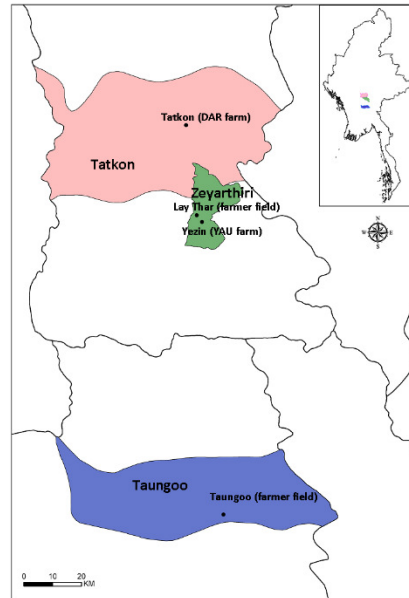 Tatkon (DAR farm)
Tatkon
Zeyarthiri
Lay Thar (farmer field)
Yezin (YAU farm)
Taungoo
Taungoo (farmer field)
N
W
E
S
0 10 20
KM